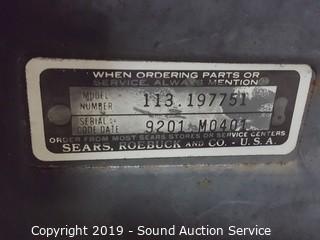 WHEN ORDERING PARTS OR
SERVICE, ALWAYS MENTION
MODEL
NUMBER 113.197751
SERIAL
CODE DATE 9201 M0401
ORDER FROM MOST SEARS STORES OR SERVICE CENTERS
SEARS, ROEBUCK AND CO. - U.S.A.
Copyright 2019 - Sound Auction Service